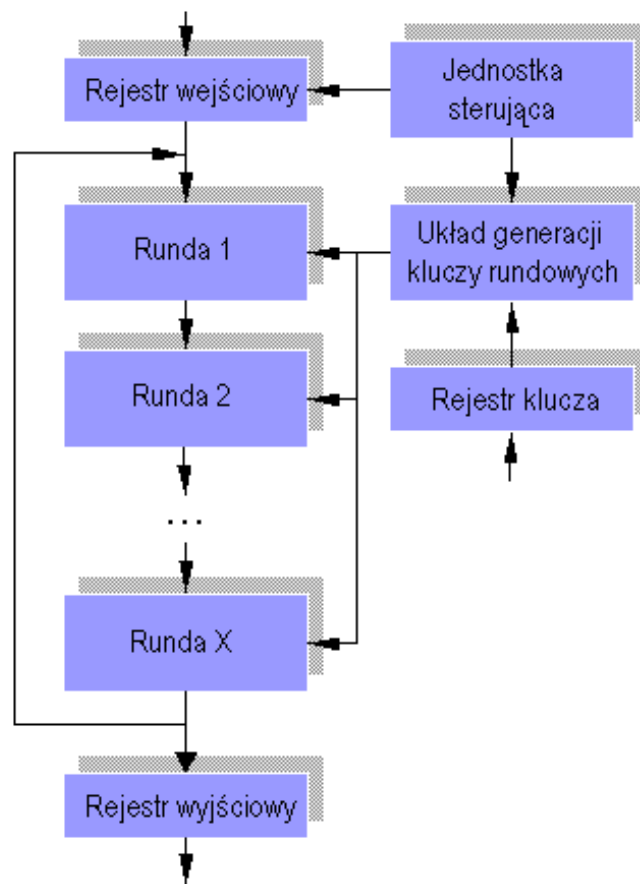 Rejestr wejściowy
Jednostka
sterująca
Runda 1
Układ generacji
kluczy rundowych
Runda 2
Rejestr klucza
...
Runda X
Rejestr wyjściowy